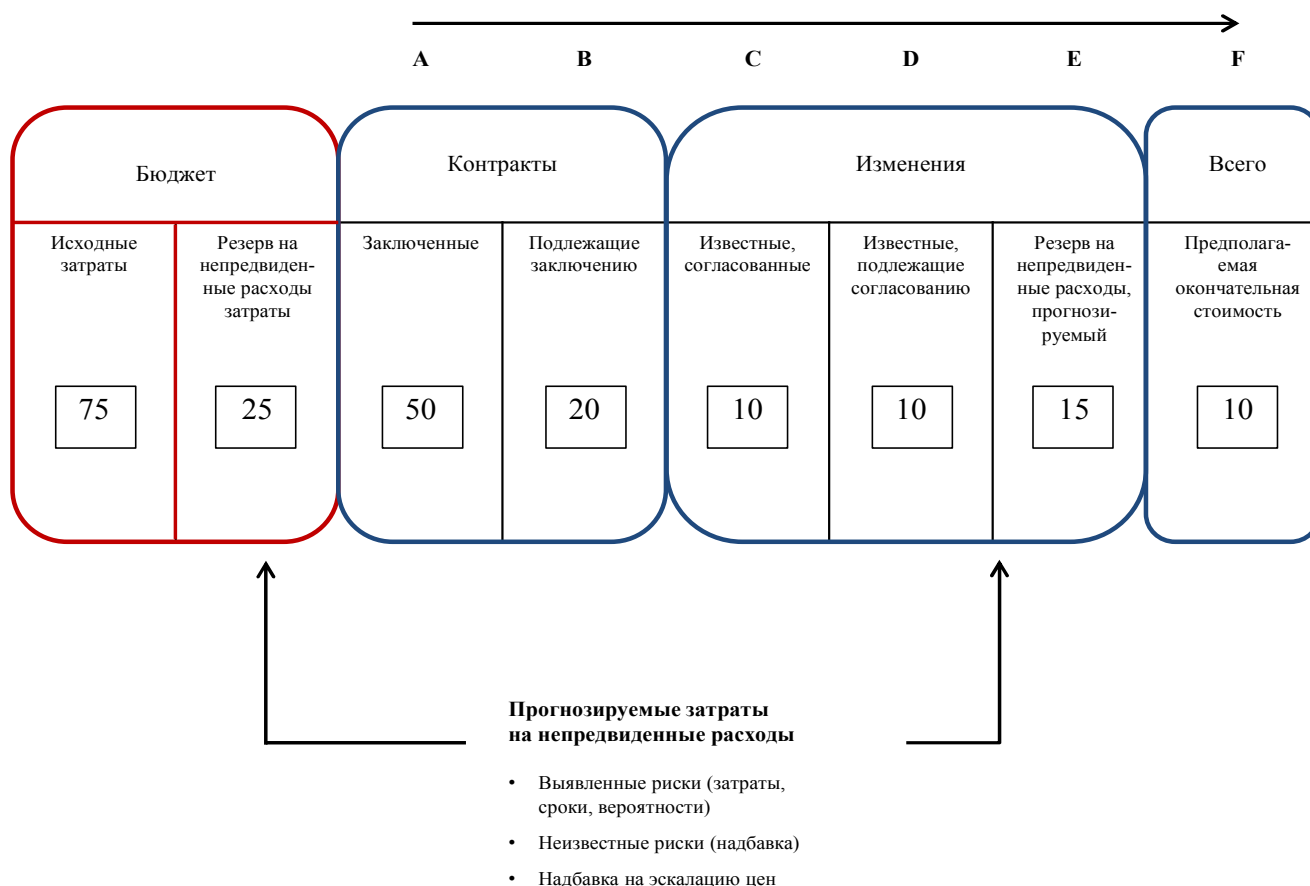 A B C D E F
Бюджет
Контракты
Изменения
Всего
Исходные
затраты
Резерв на
непредвиден-
ные расходы
затраты
Заключенные
Подлежащие
заключению
Известные,
согласованные
Известные,
подлежащие
согласованию
Резерв на
непредвиден-
ные расходы,
прогнози-
руемый
Предполага-
емая
окончательная
стоимость
75
25
50
20
10
10
15
10
Прогнозируемые затраты
на непредвиденные расходы
• Выявленные риски (затраты,
сроки, вероятности)
• Неизвестные риски (надбавка)
• Надбавка на эскалацию цен